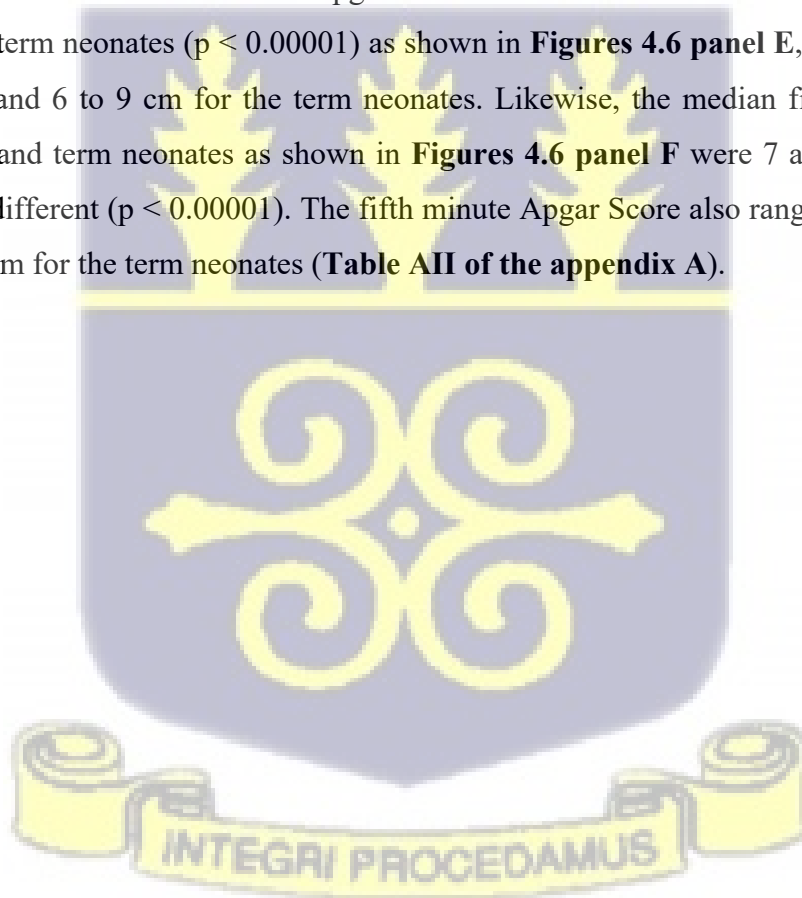 term neonates (p < 0.00001) as shown in Figures 4.6 panel E,
and 6 to 9 cm for the term neonates. Likewise, the median
and term neonates as shown in Figures 4.6 panel F were 7
different (p < 0.00001). The fifth minute Apgar Score also
m for the term neonates (Table AII of the appendix A).
INTEGRI PROCEDAMUS